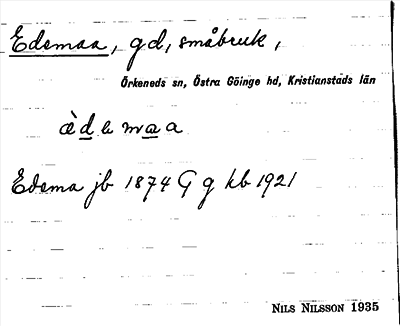 Edemaa, gd, småbruk,
Örkeneds sn, Östra Göinge hd, Kristianstads län
èdemaa
Edema jb 1874 G g kb 1921
NILS NILSSON 1935